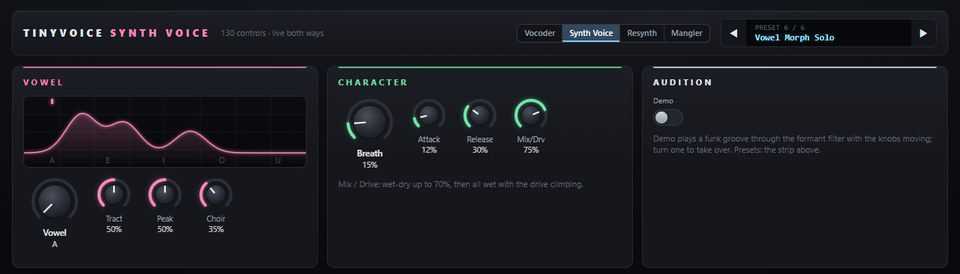 TINYVOICE SYNTH VOICE 130 controls - live both ways
Vocoder Synth Voice Resynth Mangler
◀ PRESET 6 / 6 ▶
Vowel Morph Solo
VOWEL
A E I O U
Vowel
A
Tract
50%
Peak
50%
Choir
35%
CHARACTER
Breath
15%
Attack
12%
Release
30%
Mix/Drv
75%
Mix / Drive: wet-dry up to 70%, then all wet with the drive climbing.
AUDITION
Demo
Demo plays a funk groove through the formant filter with the knobs moving;
turn one to take over. Presets: the strip above.